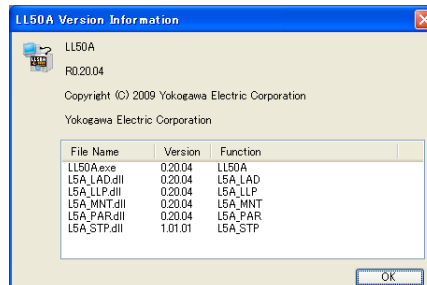 LL50A Version Information
LL50A
R0.20.04
Copyright (C) 2009 Yokogawa Electric Corporation
Yokogawa Electric Corporation
File Name Version Function
LL50A.exe 0.20.04 LL50A
L5A_LAD.dll 0.20.04 L5A_LAD
L5A_LLP.dll 0.20.04 L5A_LLP
L5A_MNT.dll 0.20.04 L5A_MNT
L5A_PAR.dll 0.20.04 L5A_PAR
L5A_STP.dll 1.01.01 L5A_STP
OK